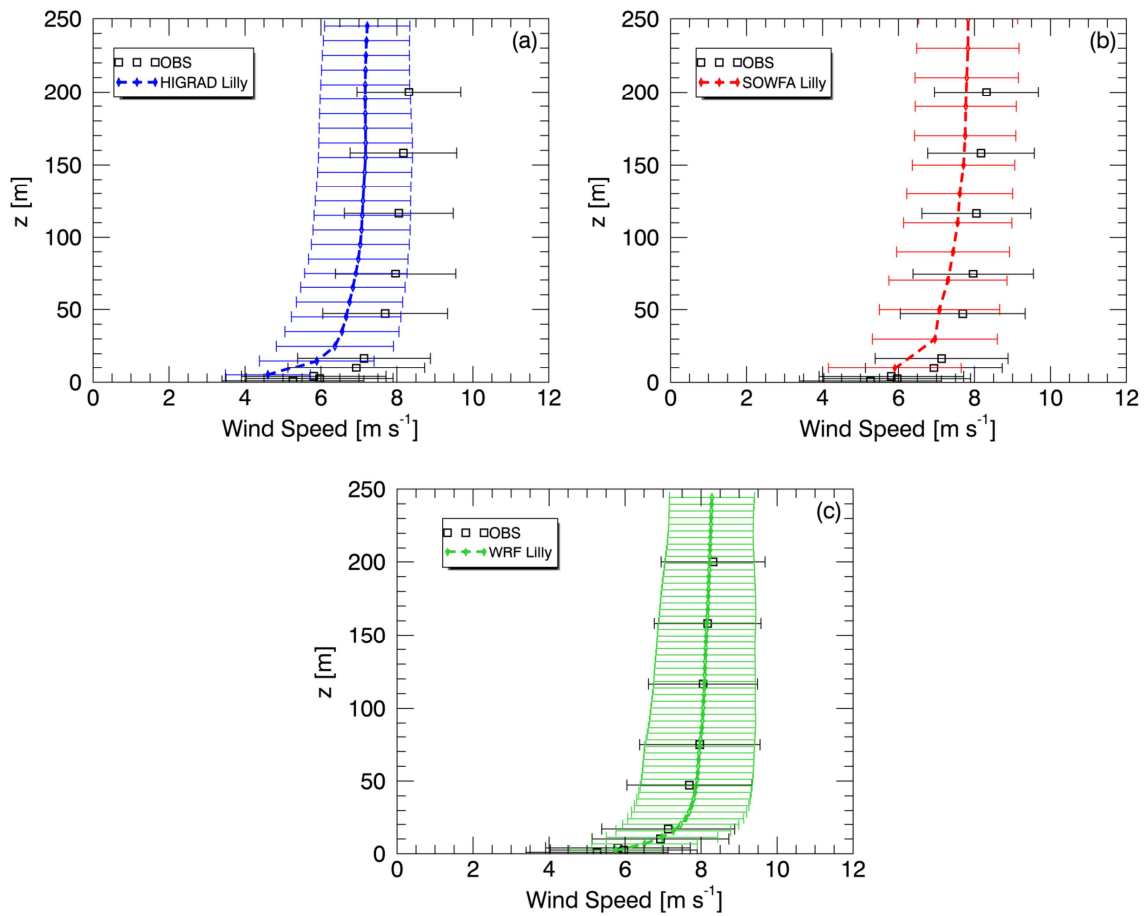 250
(a)
OBS
HIGRAD Lilly
200
150
z [m]
100
50
0
0 2 4 6 8 10 12
Wind Speed [m s⁻¹]
250
(b)
OBS
SOWFA Lilly
200
150
z [m]
100
50
0
0 2 4 6 8 10 12
Wind Speed [m s⁻¹]
250
(c)
OBS
WRF Lilly
200
150
z [m]
100
50
0
0 2 4 6 8 10 12
Wind Speed [m s⁻¹]